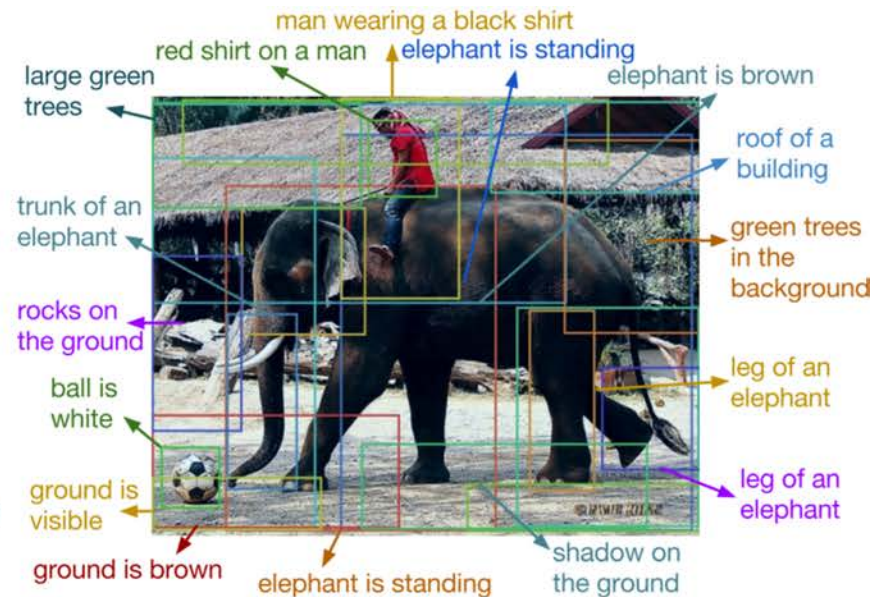 man wearing a black shirt
red shirt on a man
elephant is standing
large green
trees
elephant is brown
roof of a
building
trunk of an
elephant
green trees
in the
background
rocks on
the ground
leg of an
elephant
ball is
white
ground is
visible
leg of an
elephant
ground is brown
elephant is standing
shadow on
the ground